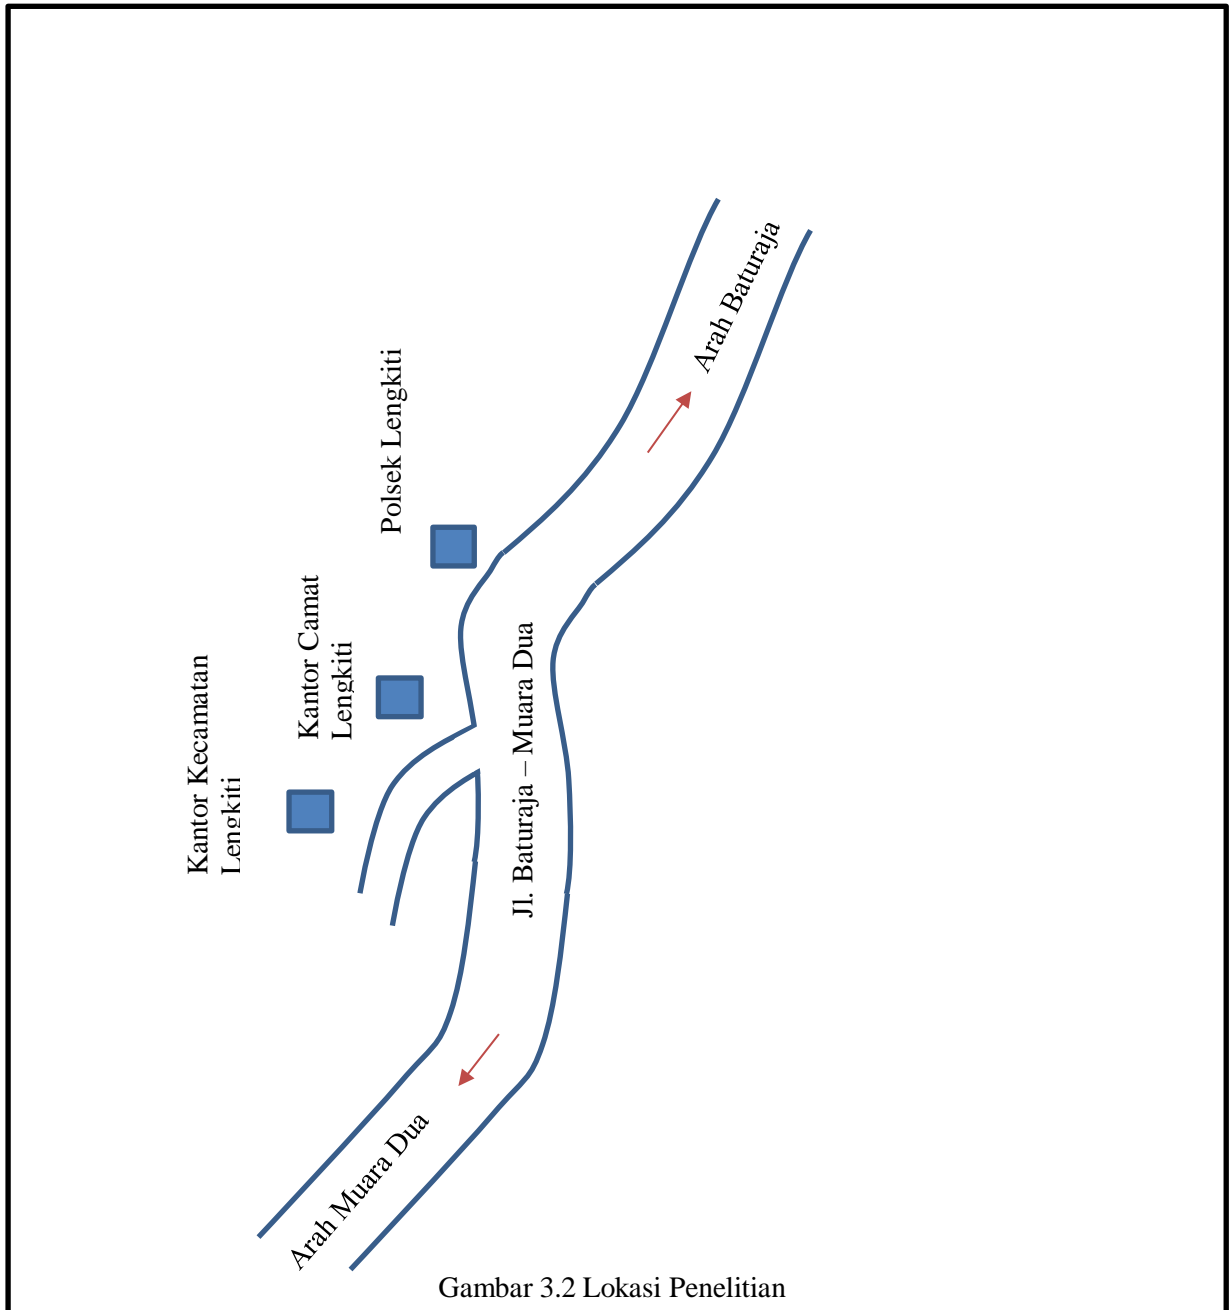 Arah Baturaja
Polsek Lengkiti
Kantor Camat
Lengkiti
Kantor Kecamatan
Lengkiti
Jl. Baturaja – Muara Dua
Arah Muara Dua
Gambar 3.2 Lokasi Penelitian